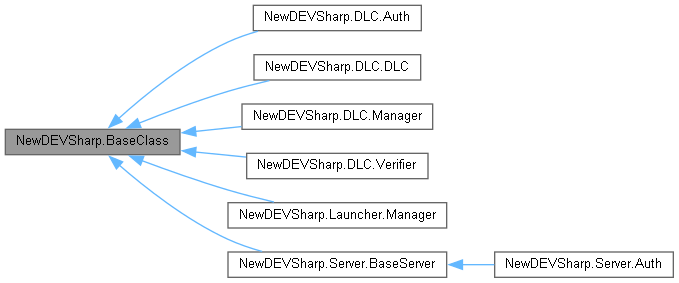 NewDEVSharp.DLC.Auth
NewDEVSharp.DLC.DLC
NewDEVSharp.DLC.Manager
NewDEVSharp.BaseClass
NewDEVSharp.DLC.Verifier
NewDEVSharp.Launcher.Manager
NewDEVSharp.Server.BaseServer
NewDEVSharp.Server.Auth